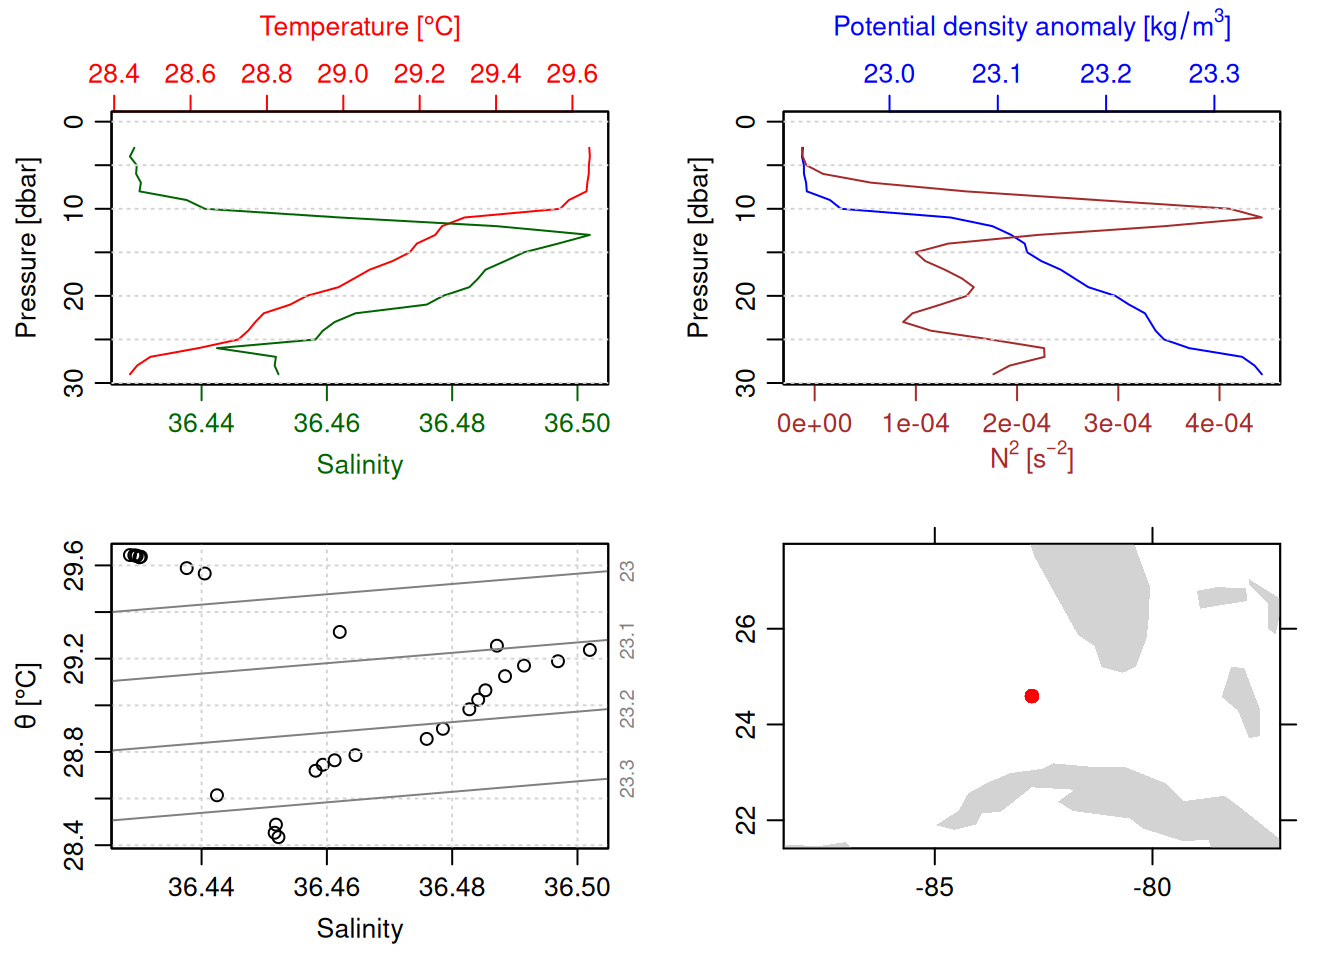 Temperature [°C]
28.4 28.6 28.8 29.0 29.2 29.4 29.6
Pressure [dbar]
0
10
20
30
36.44 36.46 36.48 36.50
Salinity
Potential density anomaly [kg/m³]
23.0 23.1 23.2 23.3
Pressure [dbar]
0
10
20
30
0e+00 1e-04 2e-04 3e-04 4e-04
N² [s⁻²]
θ [°C]
29.6
29.2
28.8
28.4
23
23.1
23.2
23.3
36.44 36.46 36.48 36.50
Salinity
26
24
22
-85 -80